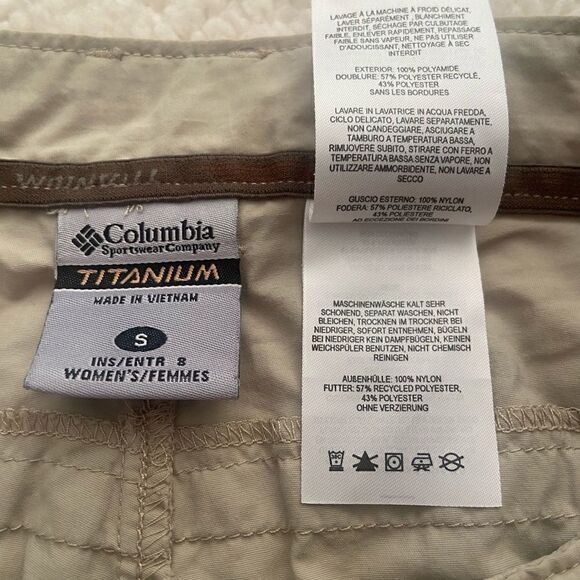 LAVAGE À LA MACHINE À FROID DÉLICAT,
LAVER SÉPARÉMENT, BLANCHIMENT
INTERDIT, SÉCHAGE PAR CULBUTAGE
FAIBLE, ENLEVER RAPIDEMENT, REPASSAGE
FAIBLE SANS VAPEUR, NE PAS UTILISER
D'ADOUCISSANT, NETTOYAGE À SEC
INTERDIT
EXTERIOR: 100% POLYAMIDE
DOUBLURE: 57% POLYESTER RECYCLÉ,
43% POLYESTER
SANS LES BORDURES
LAVARE IN LAVATRICE IN ACQUA FREDDA,
CICLO DELICATO, LAVARE SEPARATAMENTE,
NON CANDEGGIARE, ASCIUGARE A
TAMBURO A TEMPERATURA BASSA,
RIMUOVERE SUBITO, STIRARE CON FERRO A
TEMPERATURA BASSA SENZA VAPORE, NON
UTILIZZARE AMMORBIDENTE, NON LAVARE A
SECCO
GUSCIO ESTERNO: 100% NYLON
FODERA: 57% POLIESTERE RICICLATO,
43% POLIESTERE
AD ECCEZIONE DEI BORDINI
Columbia
Sportswear Company
TITANIUM
MADE IN VIETNAM
S
INS/ENTR 8
WOMEN'S/FEMMES
MASCHINENWÄSCHE KALT SEHR
SCHONEND, SEPARAT WASCHEN, NICHT
BLEICHEN, TROCKNEN IM TROCKNER BEI
NIEDRIGER, SOFORT ENTFERNEN, BÜGELN
BEI NIEDRIGER KEIN DAMPFBÜGELN, KEINEN
WEICHSPÜLER BENUTZEN, NICHT CHEMISCH
REINIGEN
AUßENHÜLLE: 100% NYLON
FUTTER: 57% RECYCLED POLYESTER,
43% POLYESTER
OHNE VERZIERUNG